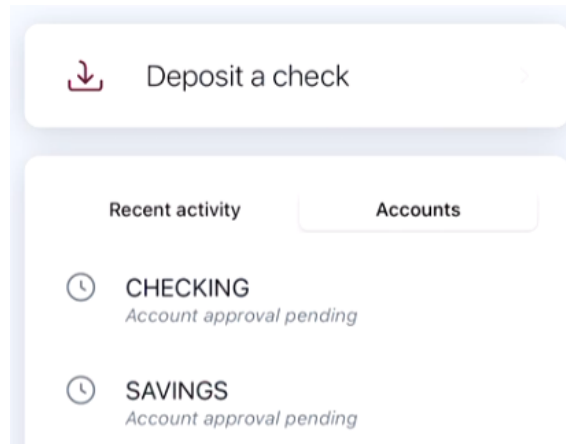 Deposit a check
Recent activity
Accounts
CHECKING
Account approval pending
SAVINGS
Account approval pending